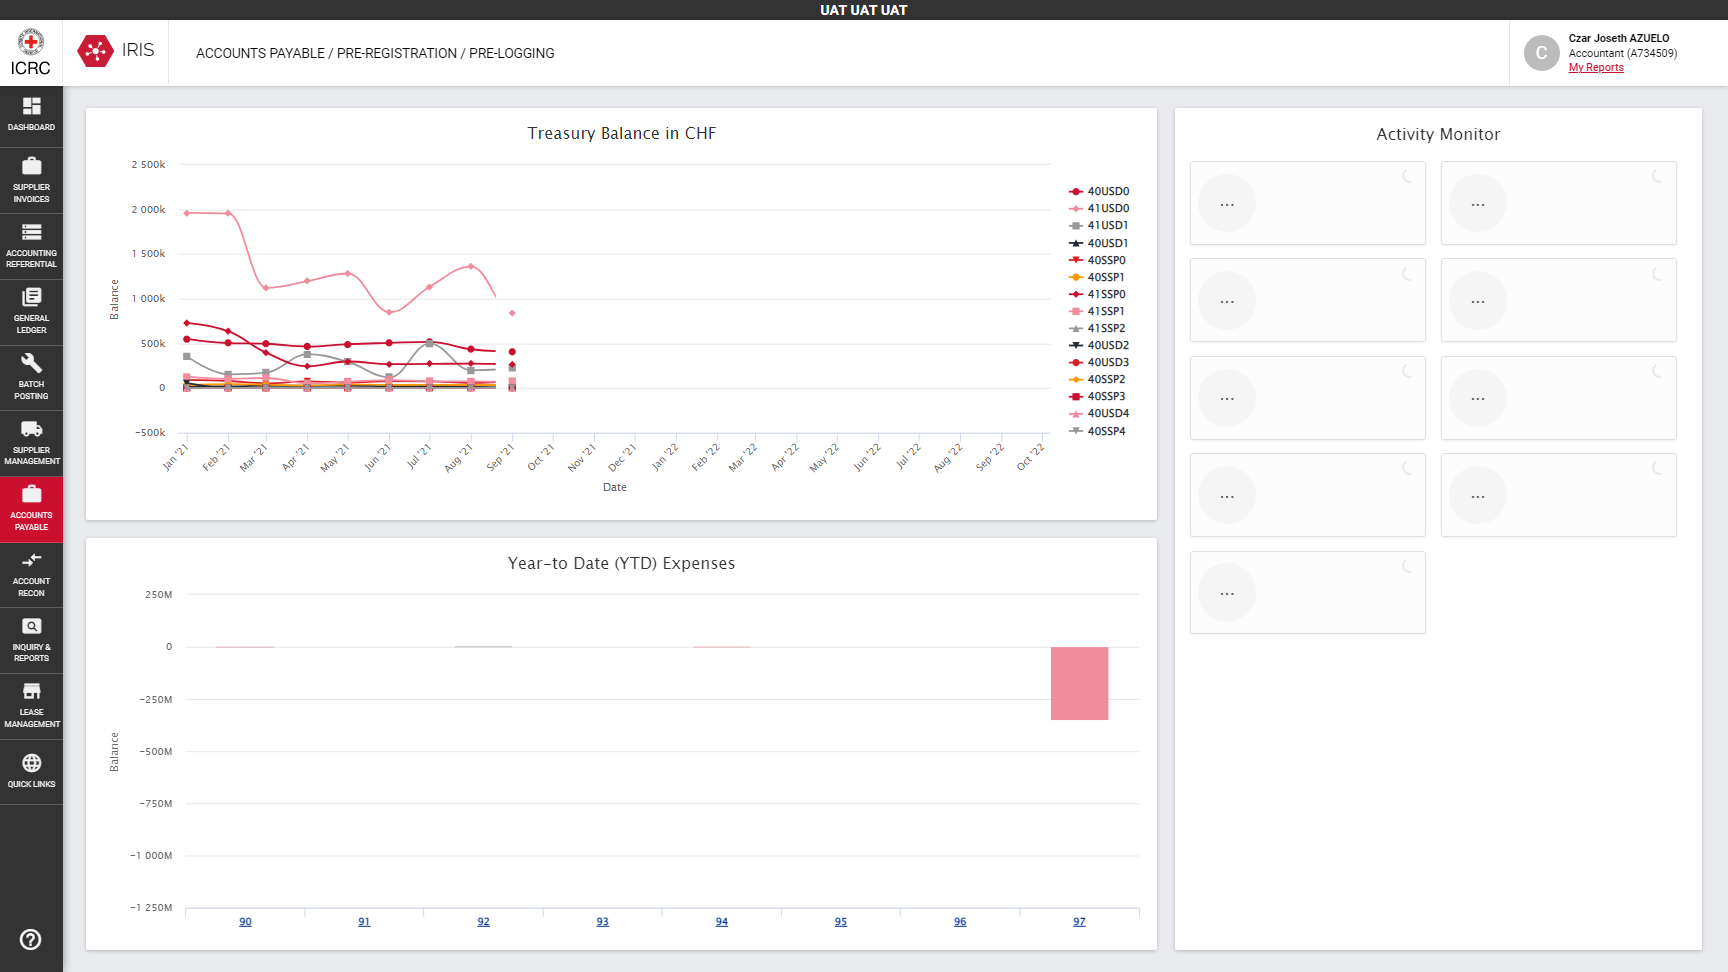 UAT UAT UAT
ICRC
IRIS
ACCOUNTS PAYABLE / PRE-REGISTRATION / PRE-LOGGING
C
Czar Joseth AZUELO
Accountant (A734509)
My Reports
DASHBOARD
SUPPLIER
INVOICES
ACCOUNTING
REFERENTIAL
GENERAL
LEDGER
BATCH
POSTING
SUPPLIER
MANAGEMENT
ACCOUNTS
PAYABLE
ACCOUNT
RECON
INQUIRY &
REPORTS
LEASE
MANAGEMENT
QUICK LINKS
Treasury Balance in CHF
Balance
2 500k
2 000k
1 500k
1 000k
500k
0
−500k
Jan '21
Feb '21
Mar '21
Apr '21
May '21
Jun '21
Jul '21
Aug '21
Sep '21
Oct '21
Nov '21
Dec '21
Jan '22
Feb '22
Mar '22
Apr '22
May '22
Jun '22
Jul '22
Aug '22
Sep '22
Oct '22
Date
40USD0
41USD0
41USD1
40USD1
40SSP0
40SSP1
41SSP0
41SSP1
41SSP2
40USD2
40USD3
40SSP2
40SSP3
40USD4
40SSP4
Year-to Date (YTD) Expenses
Balance
250M
0
−250M
−500M
−750M
−1 000M
−1 250M
90
91
92
93
94
95
96
97
Activity Monitor
...
...
...
...
...
...
...
...
...